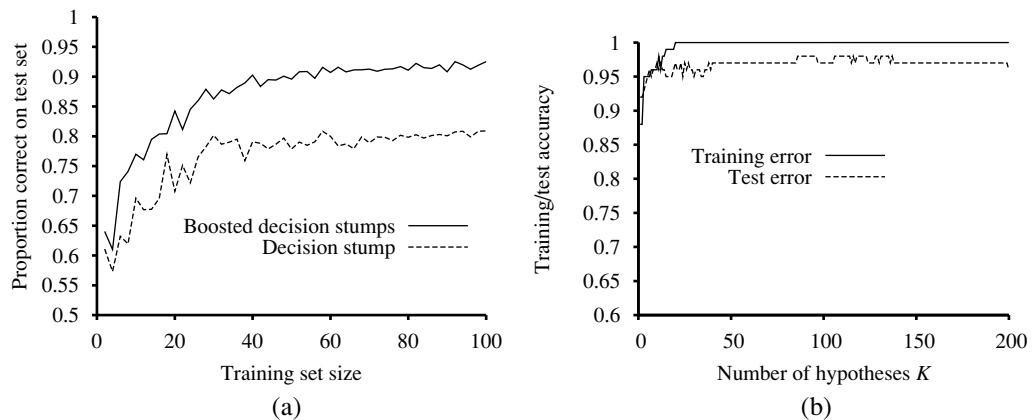 Proportion correct on test set
1
0.95
0.9
0.85
0.8
0.75
0.7
0.65
0.6
0.55
0.5
Boosted decision stumps
Decision stump
0 20 40 60 80 100
Training set size
(a)
Training/test accuracy
1
0.95
0.9
0.85
0.8
0.75
0.7
0.65
0.6
Training error
Test error
0 50 100 150 200
Number of hypotheses K
(b)